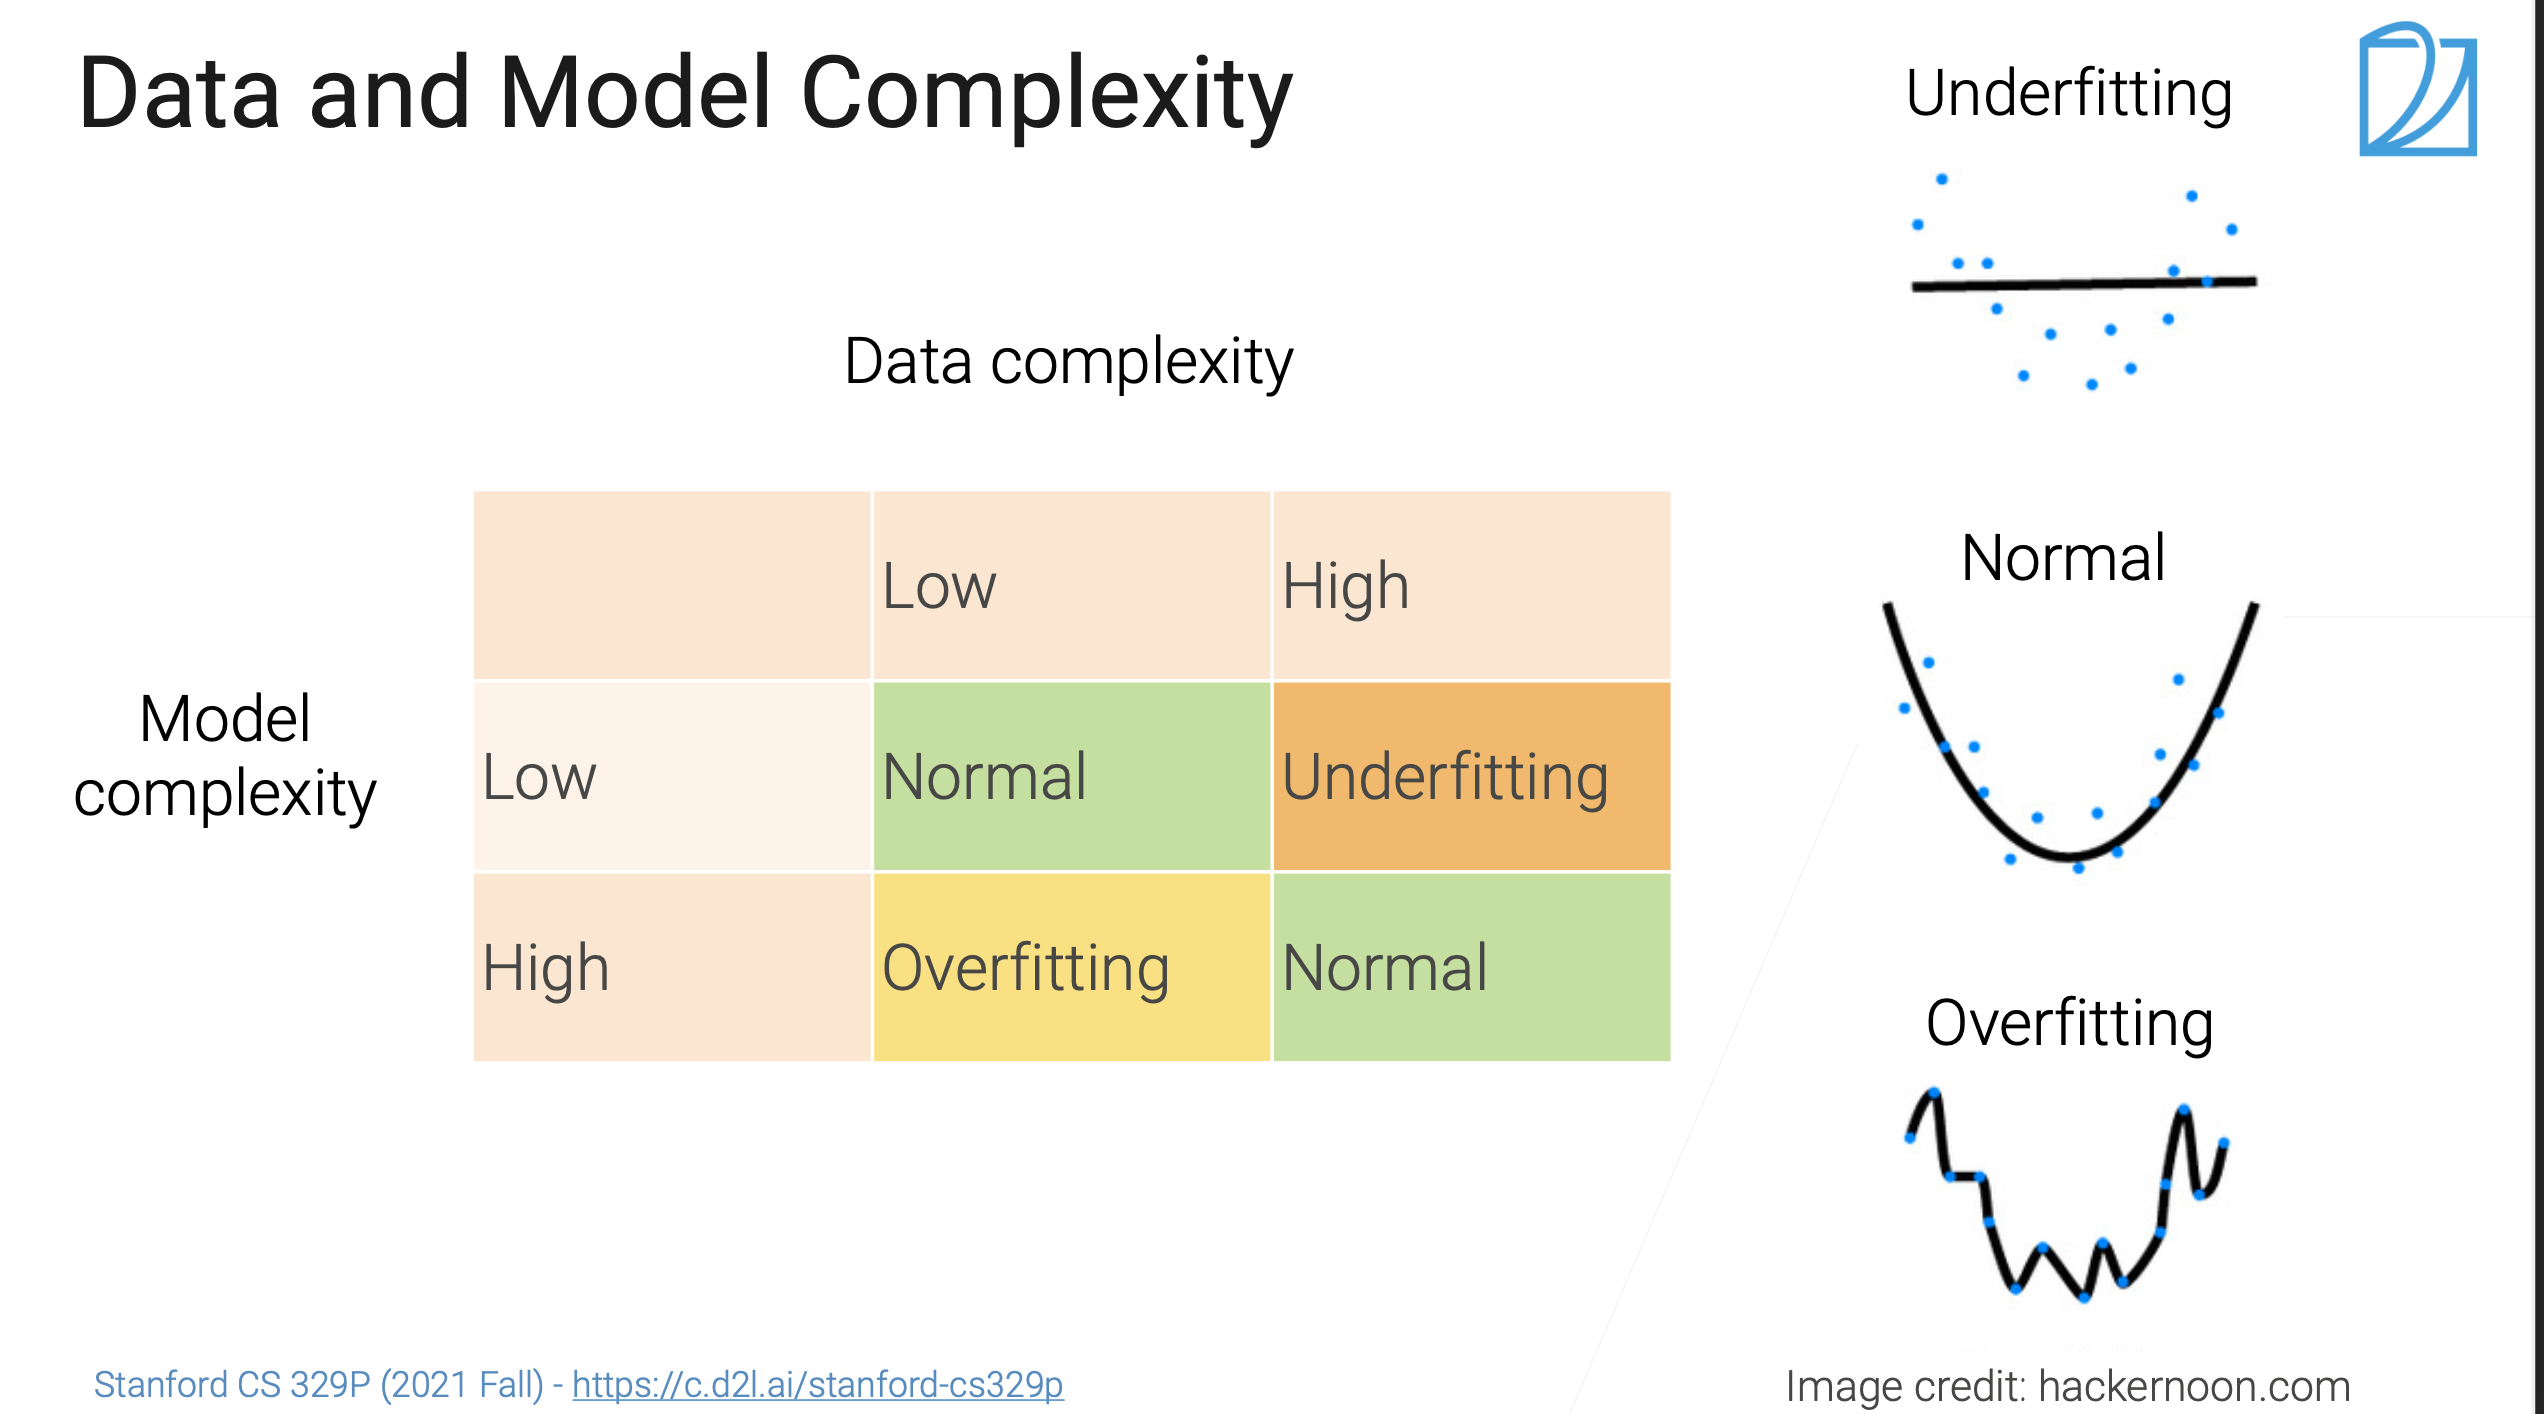 Data and Model Complexity
Data complexity
Model
complexity
Low High
Low Normal Underfitting
High Overfitting Normal
Underfitting
Normal
Overfitting
Stanford CS 329P (2021 Fall) - https://c.d2l.ai/stanford-cs329p
Image credit: hackernoon.com